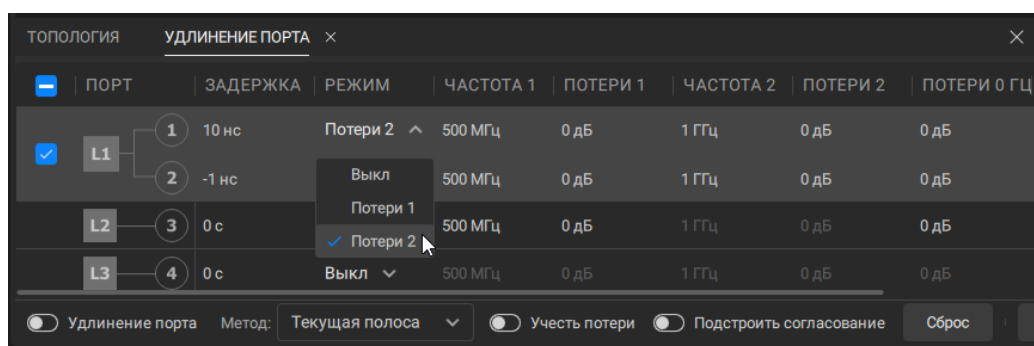 ТОПОЛОГИЯ УДЛИНЕНИЕ ПОРТА
ПОРТ ЗАДЕРЖКА РЕЖИМ ЧАСТОТА 1 ПОТЕРИ 1 ЧАСТОТА 2 ПОТЕРИ 2 ПОТЕРИ 0 ГЦ
L1 1 10 нс Потери 2 500 МГц 0 дБ 1 ГГц 0 дБ 0 дБ
2 -1 нс 500 МГц 0 дБ 1 ГГц 0 дБ 0 дБ
Выкл
Потери 1
Потери 2
L2 3 0 с 500 МГц 0 дБ 1 ГГц 0 дБ 0 дБ
L3 4 0 с Выкл 500 МГц 0 дБ 1 ГГц 0 дБ 0 дБ
Удлинение порта Метод: Текущая полоса Учесть потери Подстроить согласование Сброс